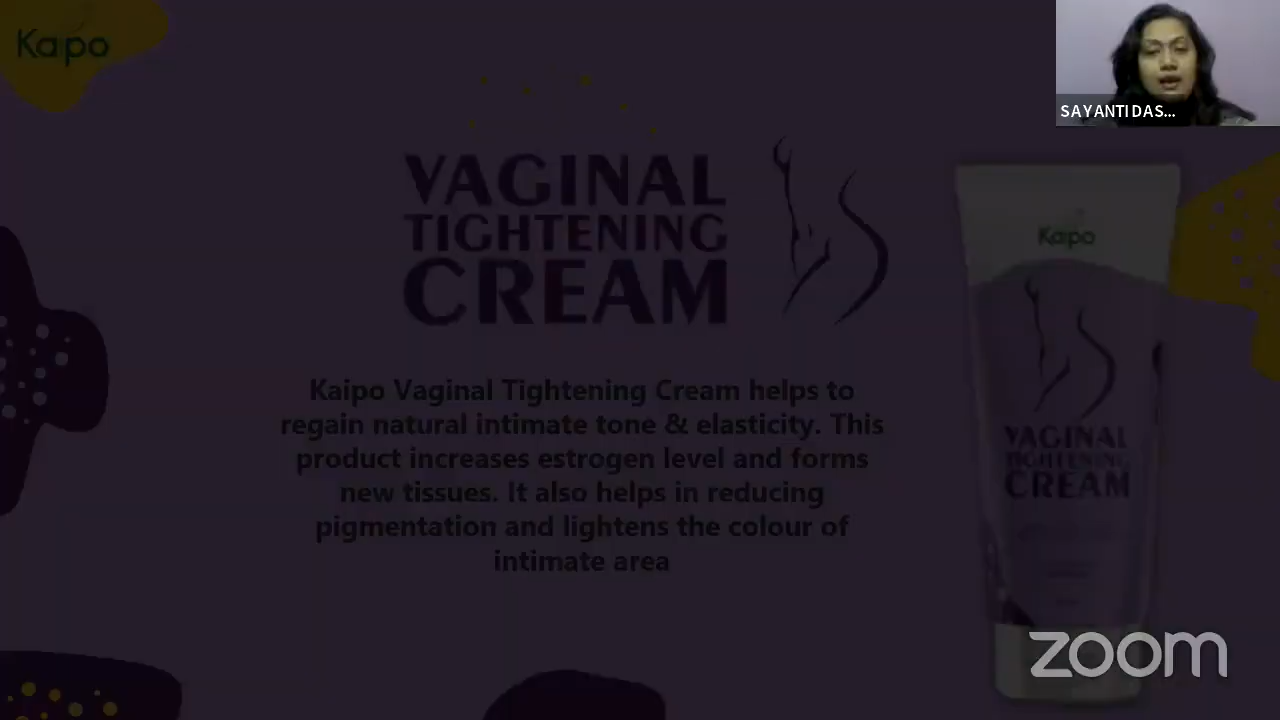 Kaipo
SAYANTI DAS...
VAGINAL
TIGHTENING
CREAM
Kaipo Vaginal Tightening Cream helps to
regain natural intimate tone & elasticity. This
product increases estrogen level and forms
new tissues. It also helps in reducing
pigmentation and lightens the colour of
intimate area
Kaipo
VAGINAL
TIGHTENING
CREAM
zoom